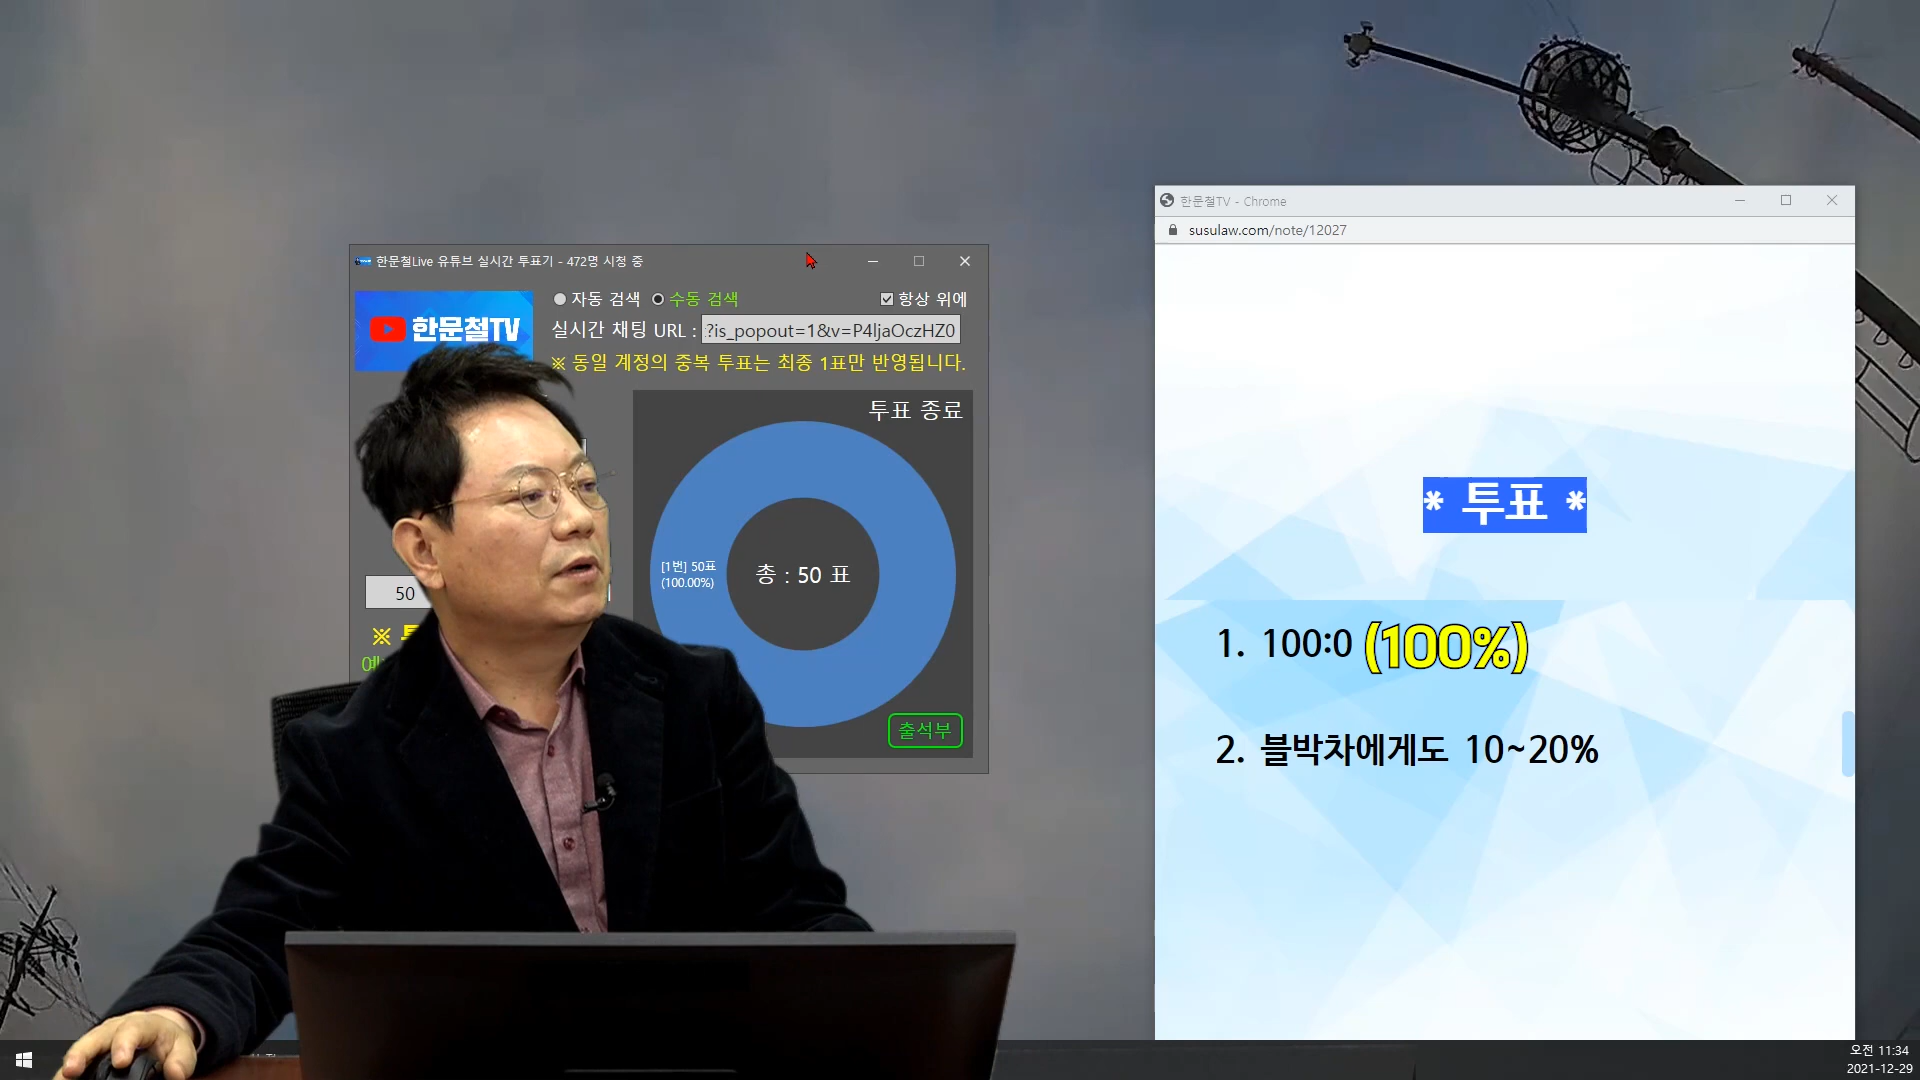 한문철Live 유튜브 실시간 투표기 - 472명 시청 중
한문철TV
자동 검색 수동 검색 항상 위에
실시간 채팅 URL : ?is_popout=1&v=P4ljaOczHZ0
※ 동일 계정의 중복 투표는 최종 1표만 반영됩니다.
투표 종료
[1번] 50표
(100.00%)
총 : 50 표
50
※
출석부
한문철TV - Chrome
susulaw.com/note/12027
* 투표 *
1. 100:0 (100%)
2. 블박차에게도 10~20%
오전 11:34
2021-12-29